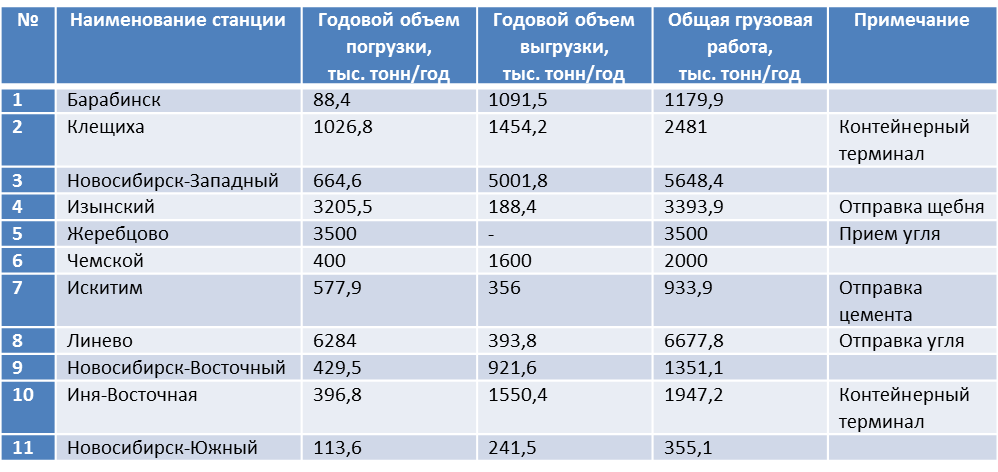 № Наименование станции Годовой объем погрузки, тыс. тонн/год Годовой объем выгрузки, тыс. тонн/год Общая грузовая работа, тыс. тонн/год Примечание
1 Барабинск 88,4 1091,5 1179,9
2 Клещиха 1026,8 1454,2 2481 Контейнерный терминал
3 Новосибирск-Западный 664,6 5001,8 5648,4
4 Изынский 3205,5 188,4 3393,9 Отправка щебня
5 Жеребцово 3500 - 3500 Прием угля
6 Чемской 400 1600 2000
7 Искитим 577,9 356 933,9 Отправка цемента
8 Линево 6284 393,8 6677,8 Отправка угля
9 Новосибирск-Восточный 429,5 921,6 1351,1
10 Иня-Восточная 396,8 1550,4 1947,2 Контейнерный терминал
11 Новосибирск-Южный 113,6 241,5 355,1